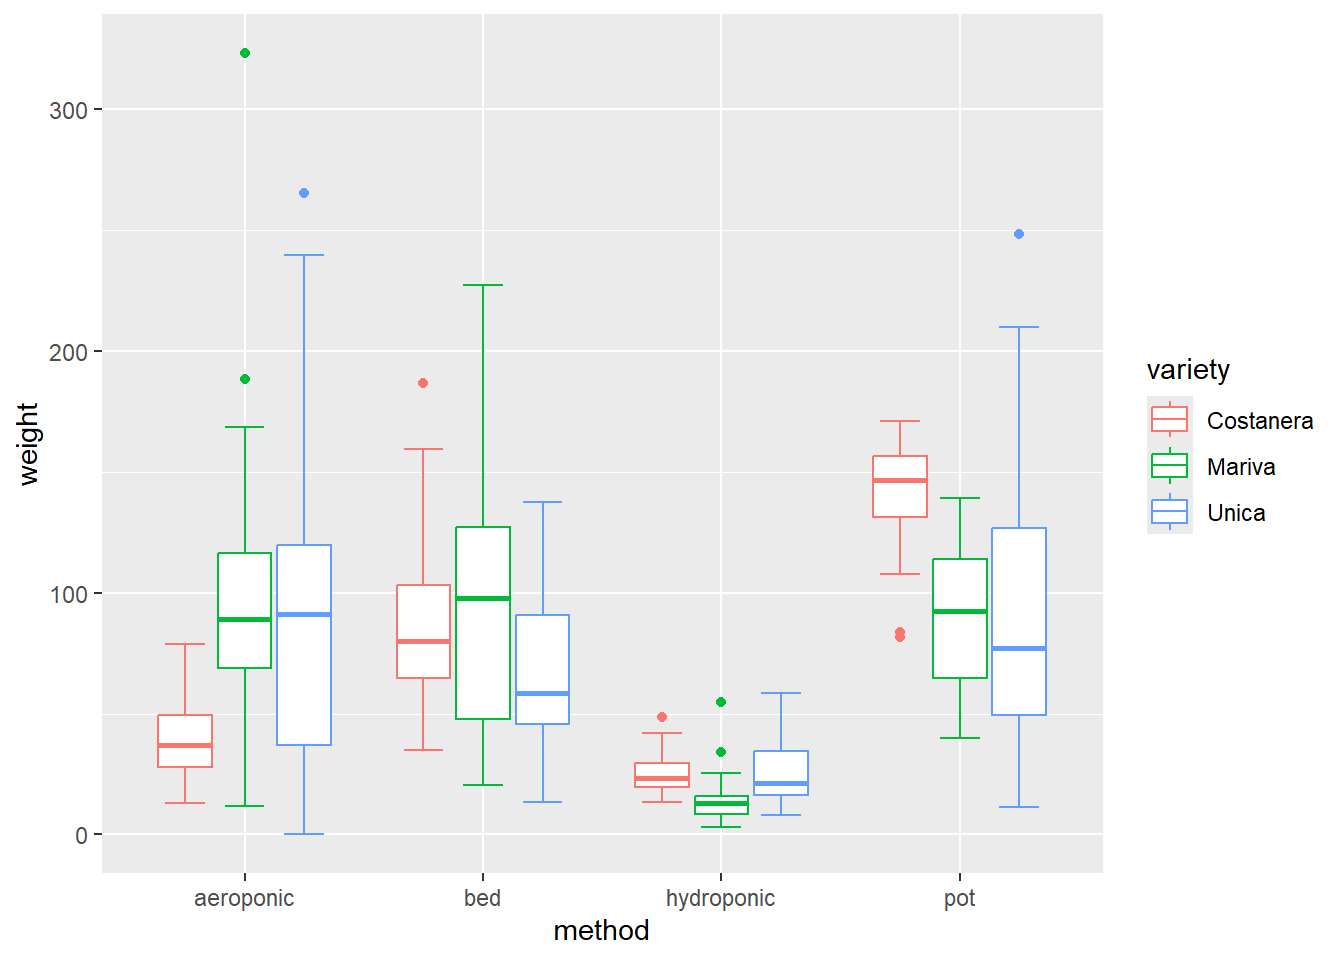 300
200
100
0
weight
aeroponic bed hydroponic pot
method
variety
Costanera
Mariva
Unica